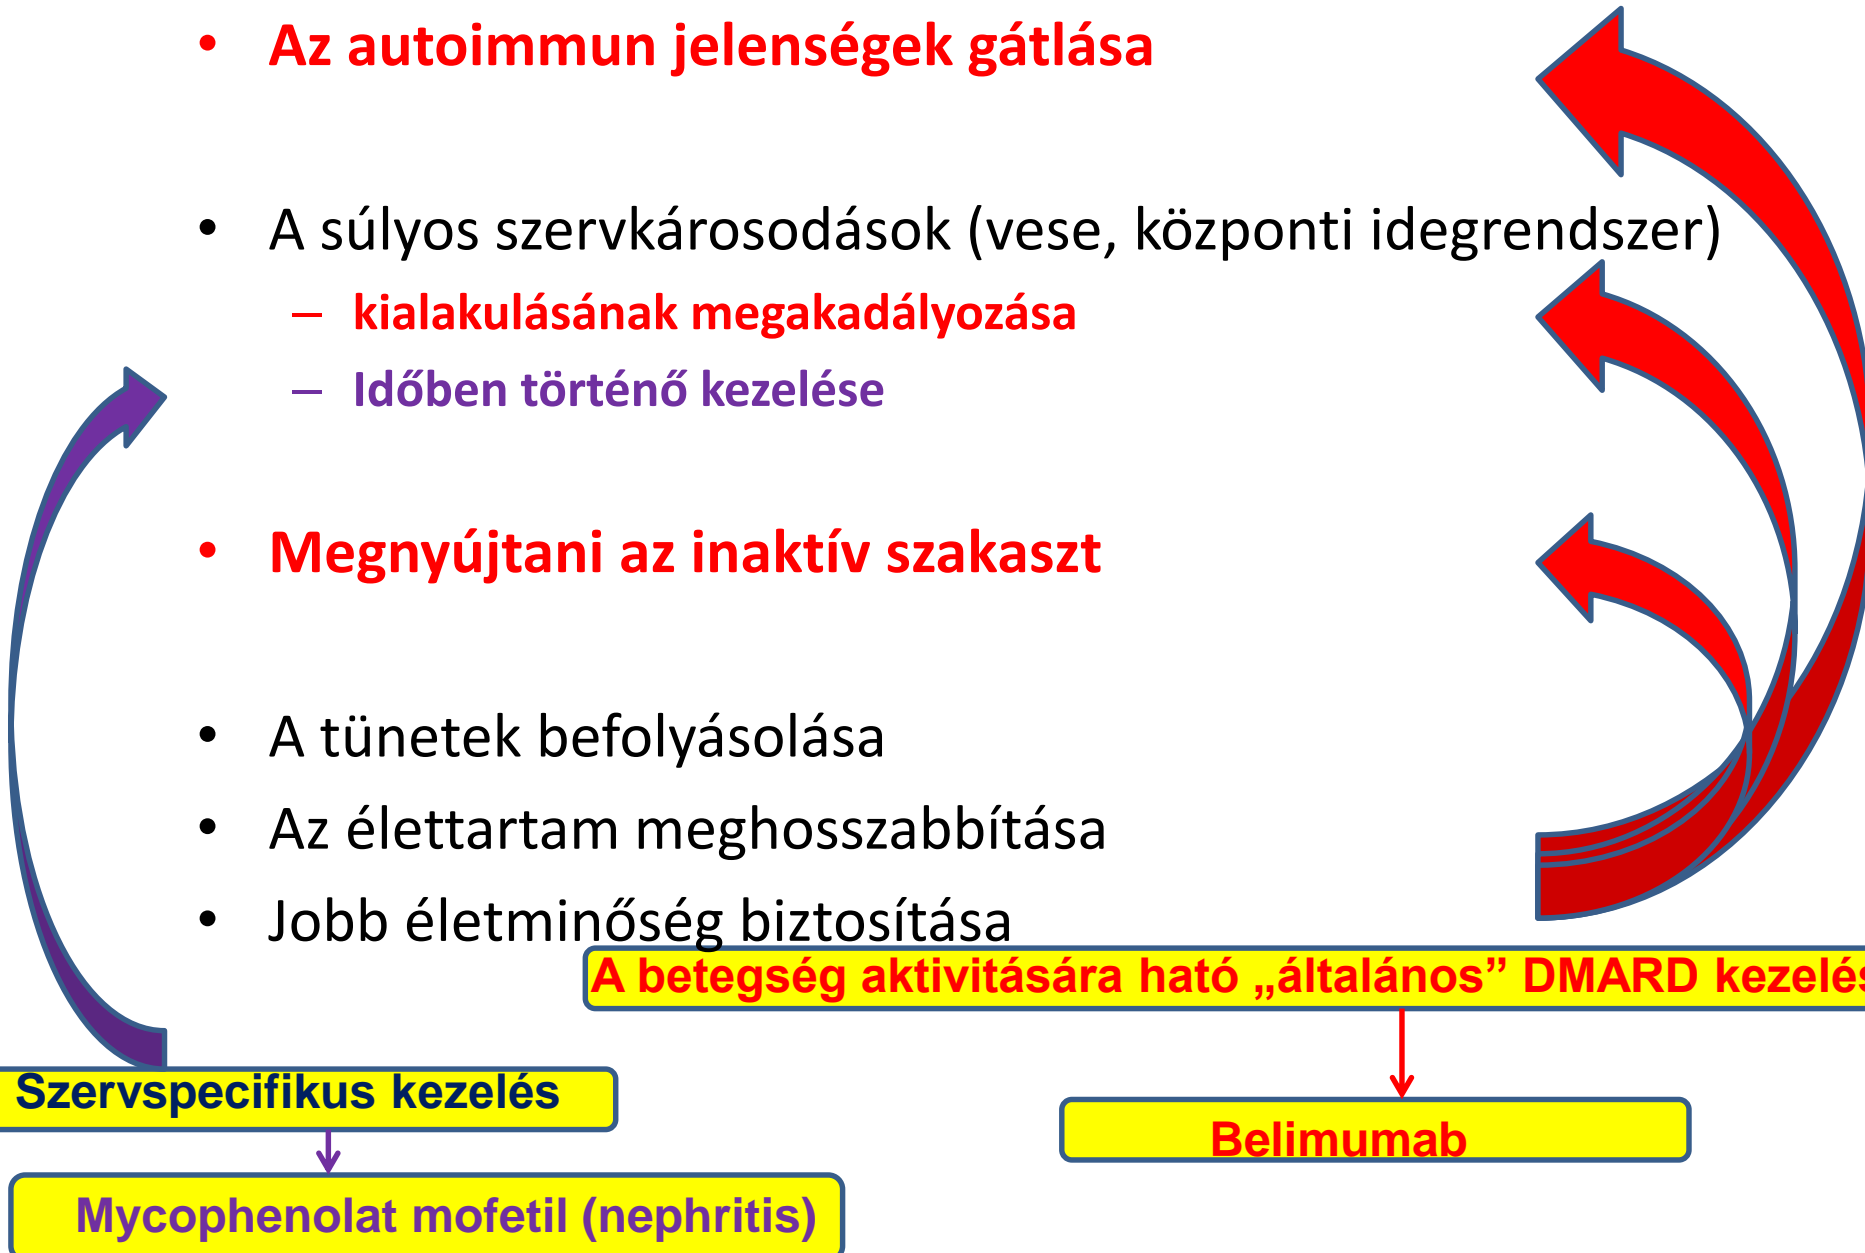 • Az autoimmun jelenségek gátlása
• A súlyos szervkárosodások (vese, központi idegrendszer)
– kialakulásának megakadályozása
– Időben történő kezelése
• Megnyújtani az inaktív szakaszt
• A tünetek befolyásolása
• Az élettartam meghosszabbítása
• Jobb életminőség biztosítása
A betegség aktivitására ható „általános” DMARD kezelés
Szervspecifikus kezelés
Belimumab
Mycophenolat mofetil (nephritis)